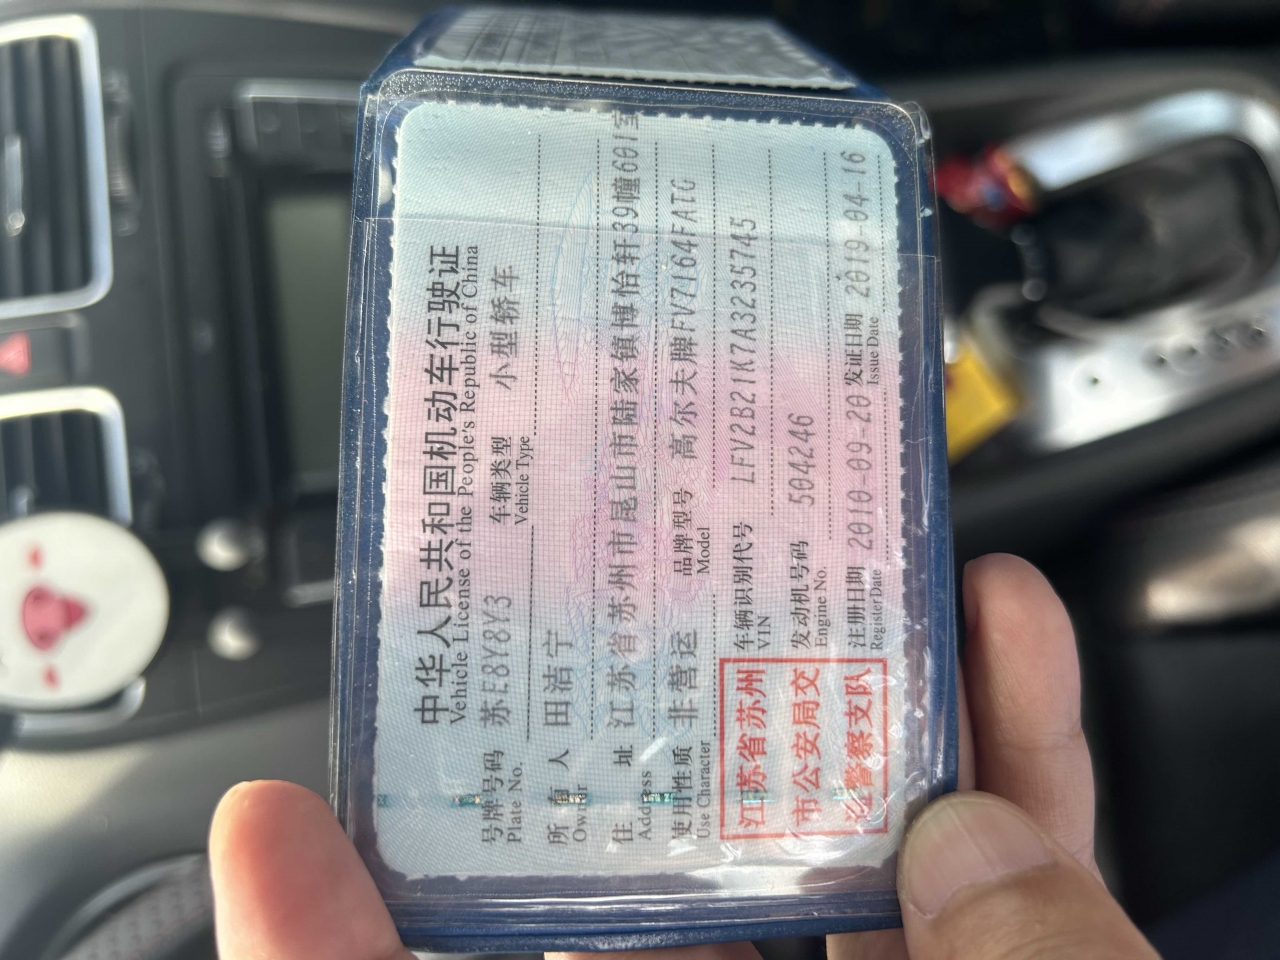 中华人民共和国机动车行驶证
Vehicle License of the People's Republic of China
号牌号码 苏E8Y8Y3 车辆类型 小型轿车
Plate No. Vehicle Type
所有人 田洁宁
Owner
住址 江苏省苏州市昆山市陆家镇博怡轩39幢601室
Address
使用性质 非营运 品牌型号 高尔夫牌FV7164FATG
Use Character Model
江苏省苏州
市公安局交
通警察支队
车辆识别代号 LFV2B21K7A3235745
VIN
发动机号码 504246
Engine No.
注册日期 2010-09-20 发证日期 2019-04-16
Register Date Issue Date